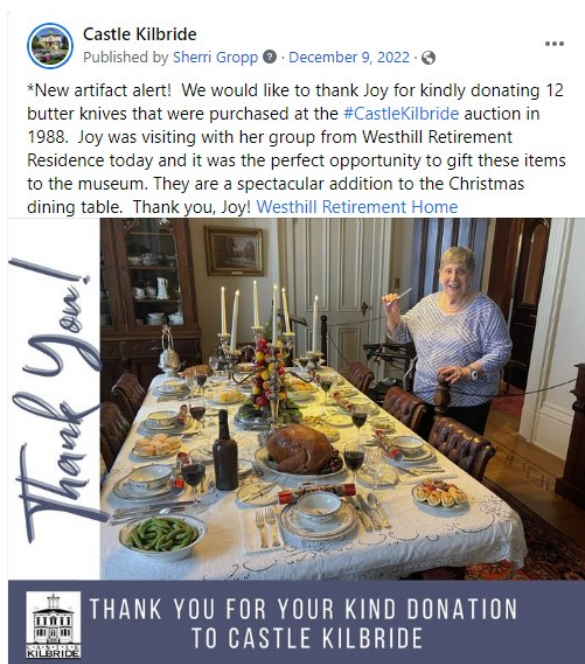 Castle Kilbride
Published by Sherri Gropp · December 9, 2022 ·
*New artifact alert!  We would like to thank Joy for kindly donating 12
butter knives that were purchased at the #CastleKilbride auction in
1988.  Joy was visiting with her group from Westhill Retirement
Residence today and it was the perfect opportunity to gift these items
to the museum. They are a spectacular addition to the Christmas
dining table.  Thank you, Joy! Westhill Retirement Home
Thank You!
THANK YOU FOR YOUR KIND DONATION
TO CASTLE KILBRIDE
CASTLE
KILBRIDE